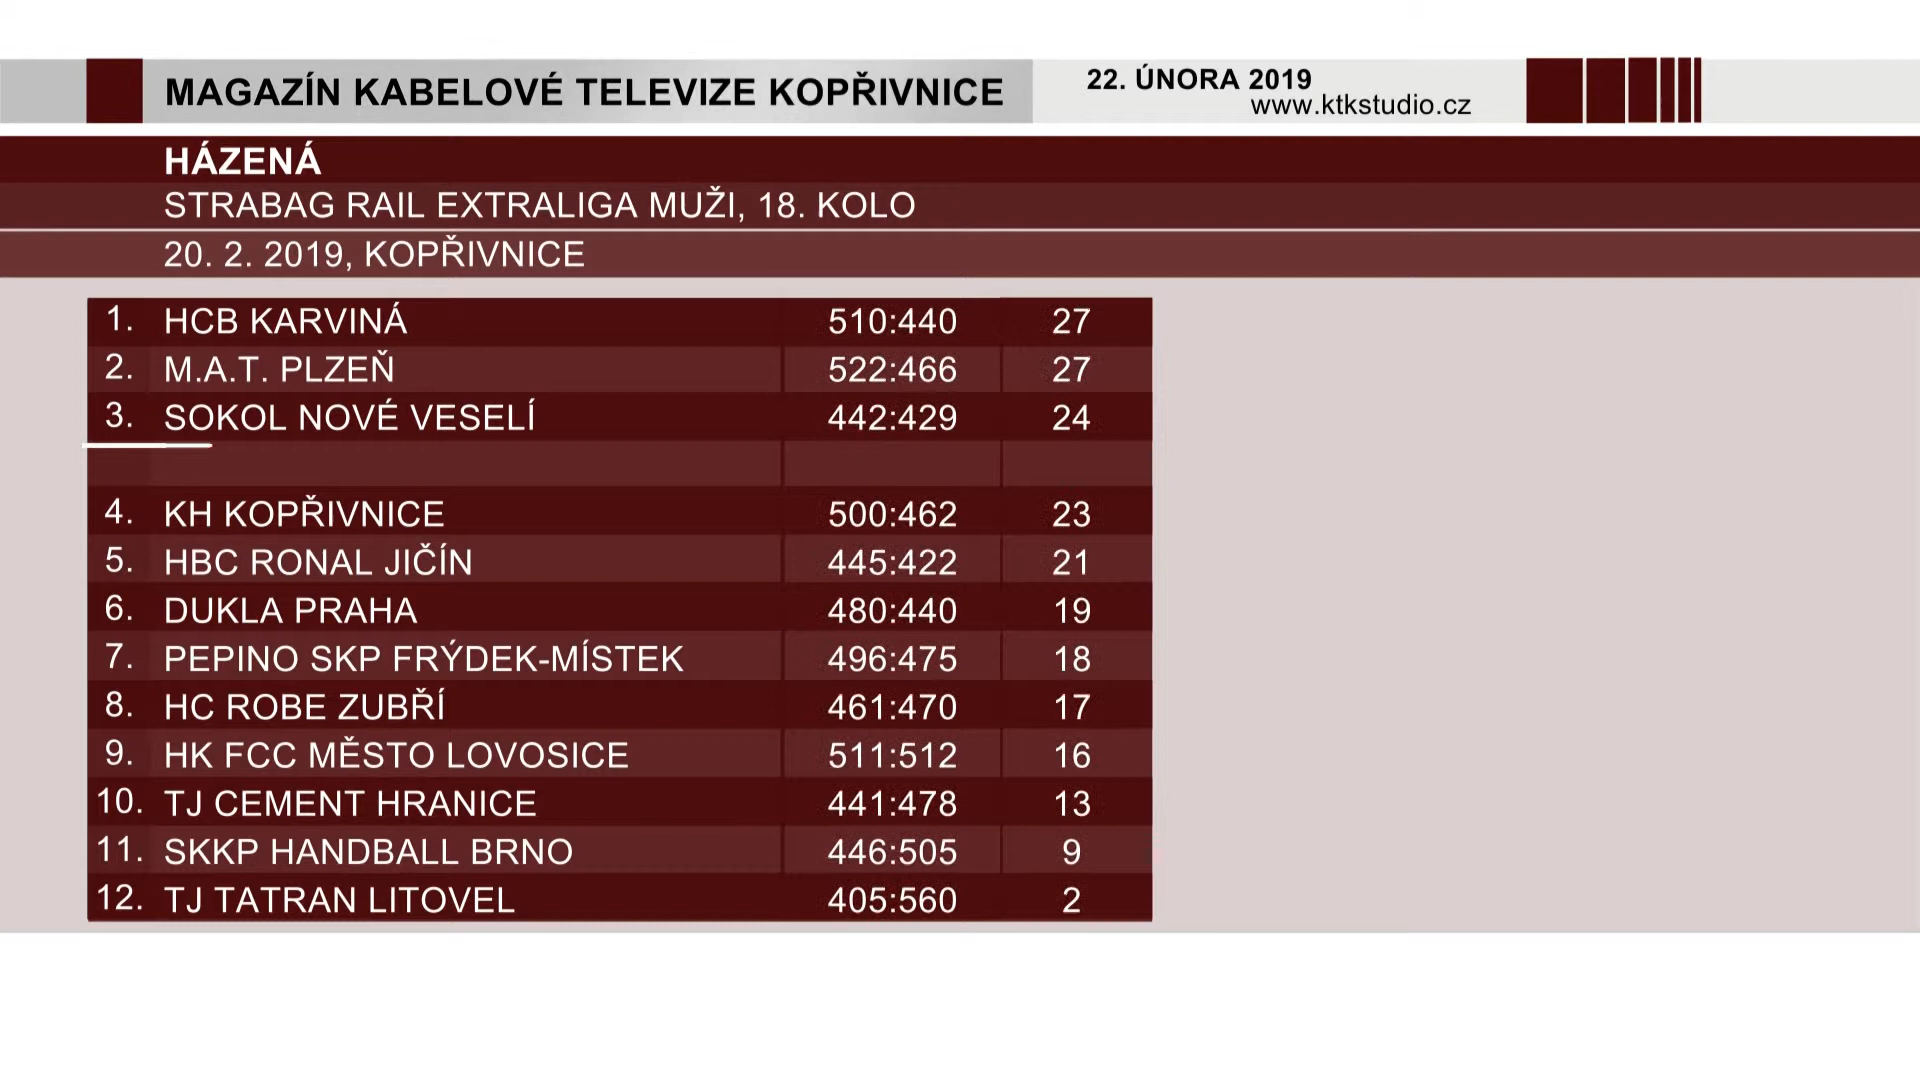 MAGAZÍN KABELOVÉ TELEVIZE KOPŘIVNICE
22. ÚNORA 2019
www.ktkstudio.cz
HÁZENÁ
STRABAG RAIL EXTRALIGA MUŽI, 18. KOLO
20. 2. 2019, KOPŘIVNICE
1. HCB KARVINÁ 510:440 27
2. M.A.T. PLZEŇ 522:466 27
3. SOKOL NOVÉ VESELÍ 442:429 24
4. KH KOPŘIVNICE 500:462 23
5. HBC RONAL JIČÍN 445:422 21
6. DUKLA PRAHA 480:440 19
7. PEPINO SKP FRÝDEK-MÍSTEK 496:475 18
8. HC ROBE ZUBŘÍ 461:470 17
9. HK FCC MĚSTO LOVOSICE 511:512 16
10. TJ CEMENT HRANICE 441:478 13
11. SKKP HANDBALL BRNO 446:505 9
12. TJ TATRAN LITOVEL 405:560 2